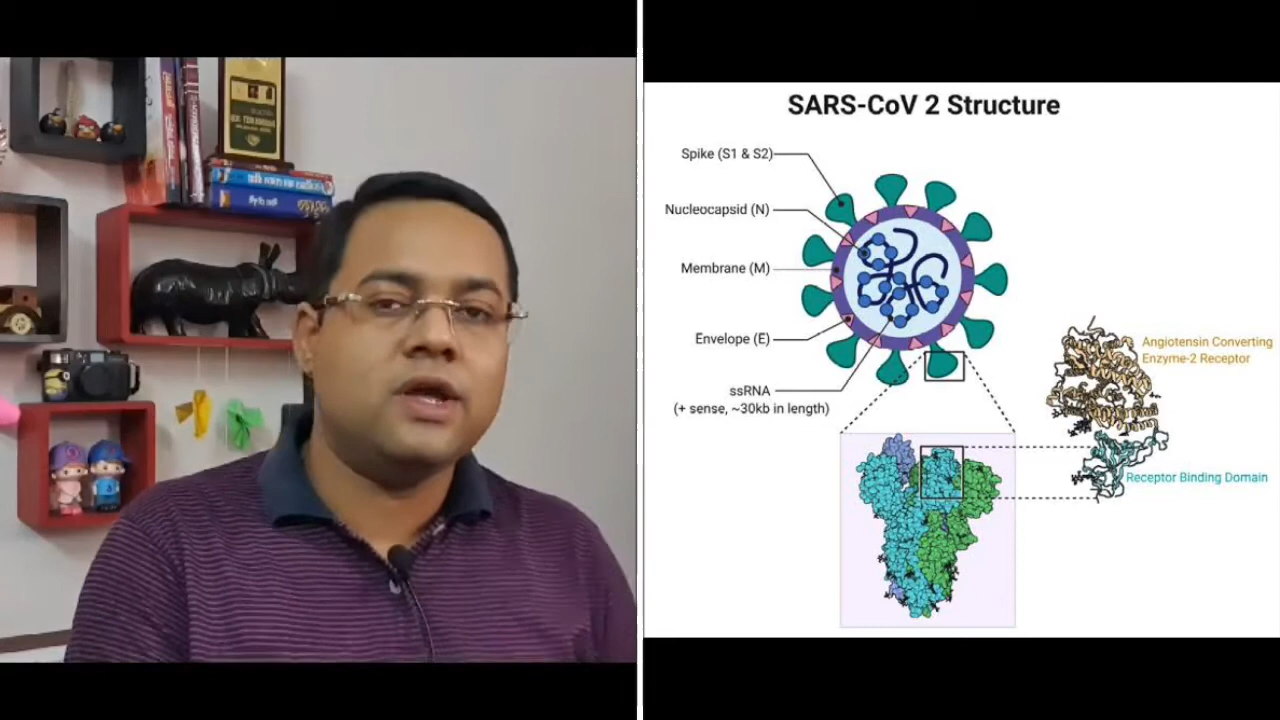 SARS-CoV 2 Structure
Spike (S1 & S2)
Nucleocapsid (N)
Membrane (M)
Envelope (E)
ssRNA
(+ sense, ~30kb in length)
Angiotensin Converting
Enzyme-2 Receptor
Receptor Binding Domain